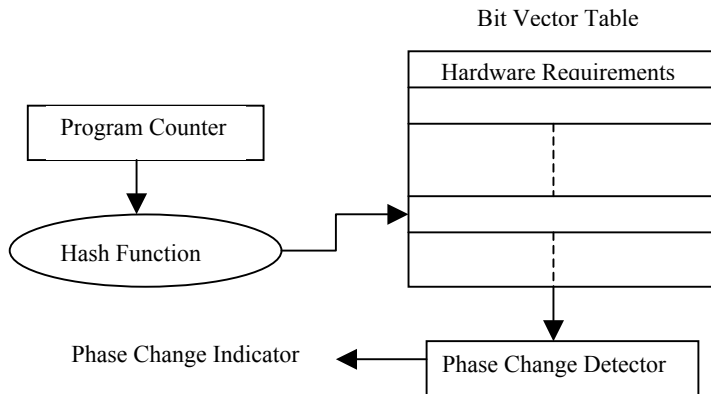 Bit Vector Table
Hardware Requirements
Program Counter
Hash Function
Phase Change Indicator
Phase Change Detector